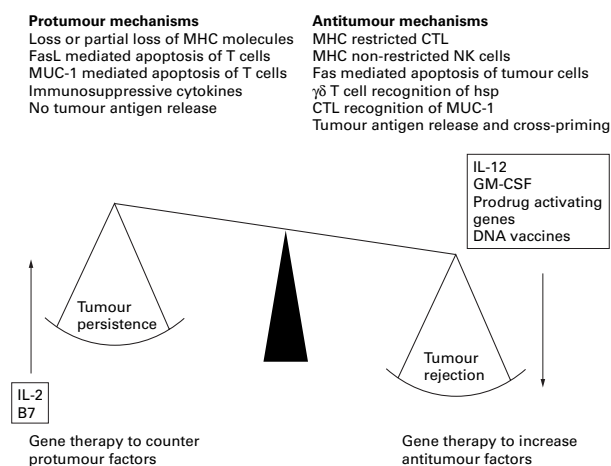 Protumour mechanisms
Loss or partial loss of MHC molecules
FasL mediated apoptosis of T cells
MUC-1 mediated apoptosis of T cells
Immunosuppressive cytokines
No tumour antigen release
Antitumour mechanisms
MHC restricted CTL
MHC non-restricted NK cells
Fas mediated apoptosis of tumour cells
γδ T cell recognition of hsp
CTL recognition of MUC-1
Tumour antigen release and cross-priming
IL-12
GM-CSF
Prodrug activating
genes
DNA vaccines
Tumour
persistence
Tumour
rejection
IL-2
B7
Gene therapy to counter
protumour factors
Gene therapy to increase
antitumour factors